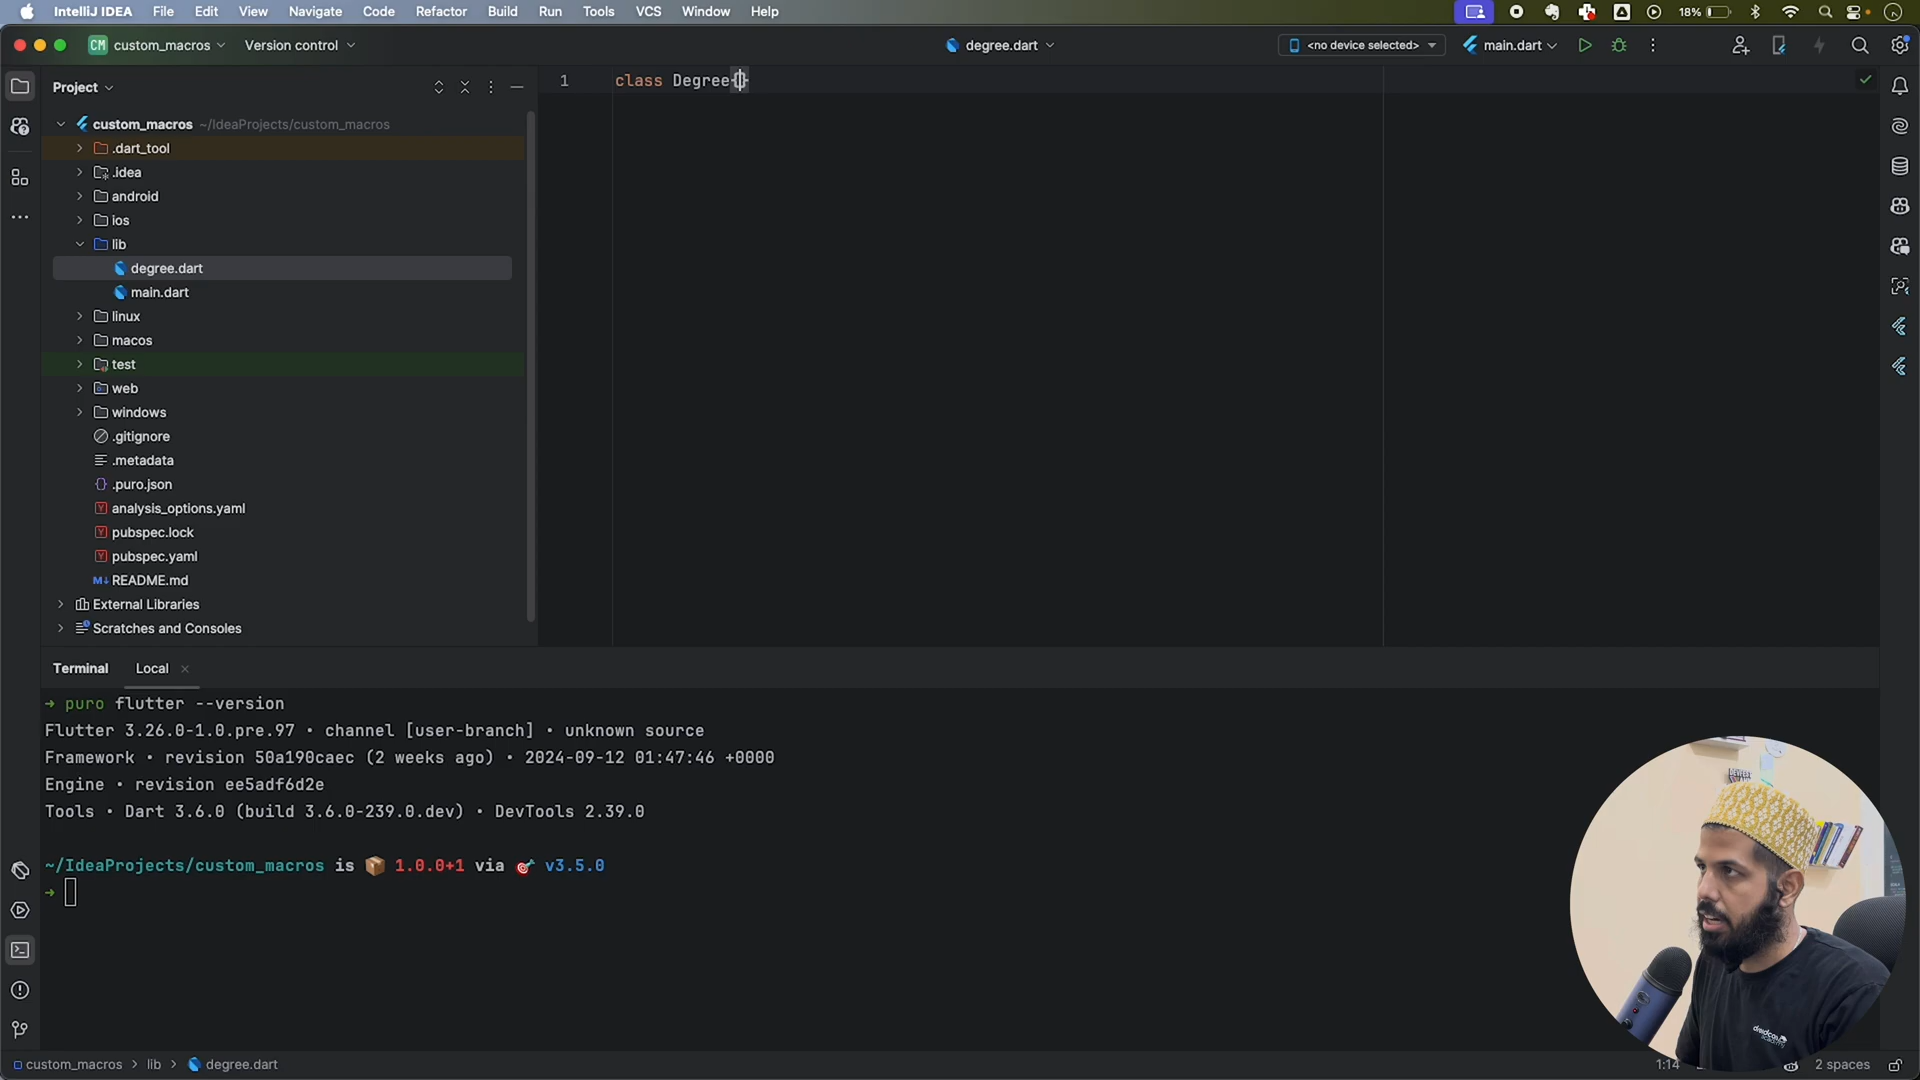 IntelliJ IDEA File Edit View Navigate Code Refactor Build Run Tools VCS Window Help 18%
CM custom_macros Version control degree.dart <no device selected> main.dart
Project
custom_macros ~/IdeaProjects/custom_macros
.dart_tool
.idea
android
ios
lib
degree.dart
main.dart
linux
macos
test
web
windows
.gitignore
.metadata
.puro.json
analysis_options.yaml
pubspec.lock
pubspec.yaml
README.md
External Libraries
Scratches and Consoles
1 class Degree{}
Terminal Local
→ puro flutter --version
Flutter 3.26.0-1.0.pre.97 • channel [user-branch] • unknown source
Framework • revision 50a190caec (2 weeks ago) • 2024-09-12 01:47:46 +0000
Engine • revision ee5adf6d2e
Tools • Dart 3.6.0 (build 3.6.0-239.0.dev) • DevTools 2.39.0
~/IdeaProjects/custom_macros is 📦 1.0.0+1 via 🎯 v3.5.0
→
droidcon
academy
custom_macros > lib > degree.dart 1:14 2 spaces